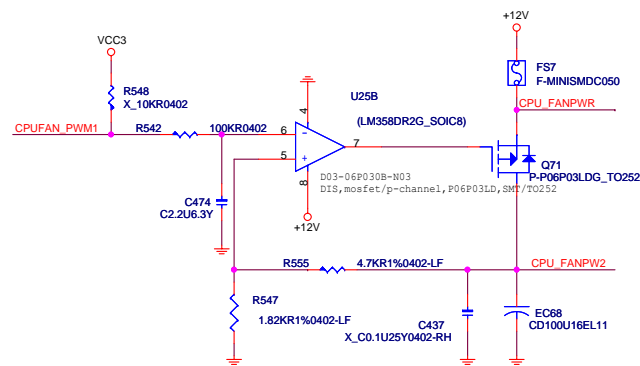 +12V
VCC3
FS7
F-MINISMDC050
R548
X_10KR0402
U25B
CPU_FANPWR
CPUFAN_PWM1
R542
100KR0402
(LM358DR2G_SOIC8)
4
6
-
7
5
+
8
Q71
P-P06P03LDG_TO252
D03-06P030B-N03
DIS,mosfet/p-channel,P06P03LD,SMT/TO252
C474
C2.2U6.3Y
+12V
R555
4.7KR1%0402-LF
CPU_FANPW2
R547
1.82KR1%0402-LF
C437
X_C0.1U25Y0402-RH
EC68
CD100U16EL11